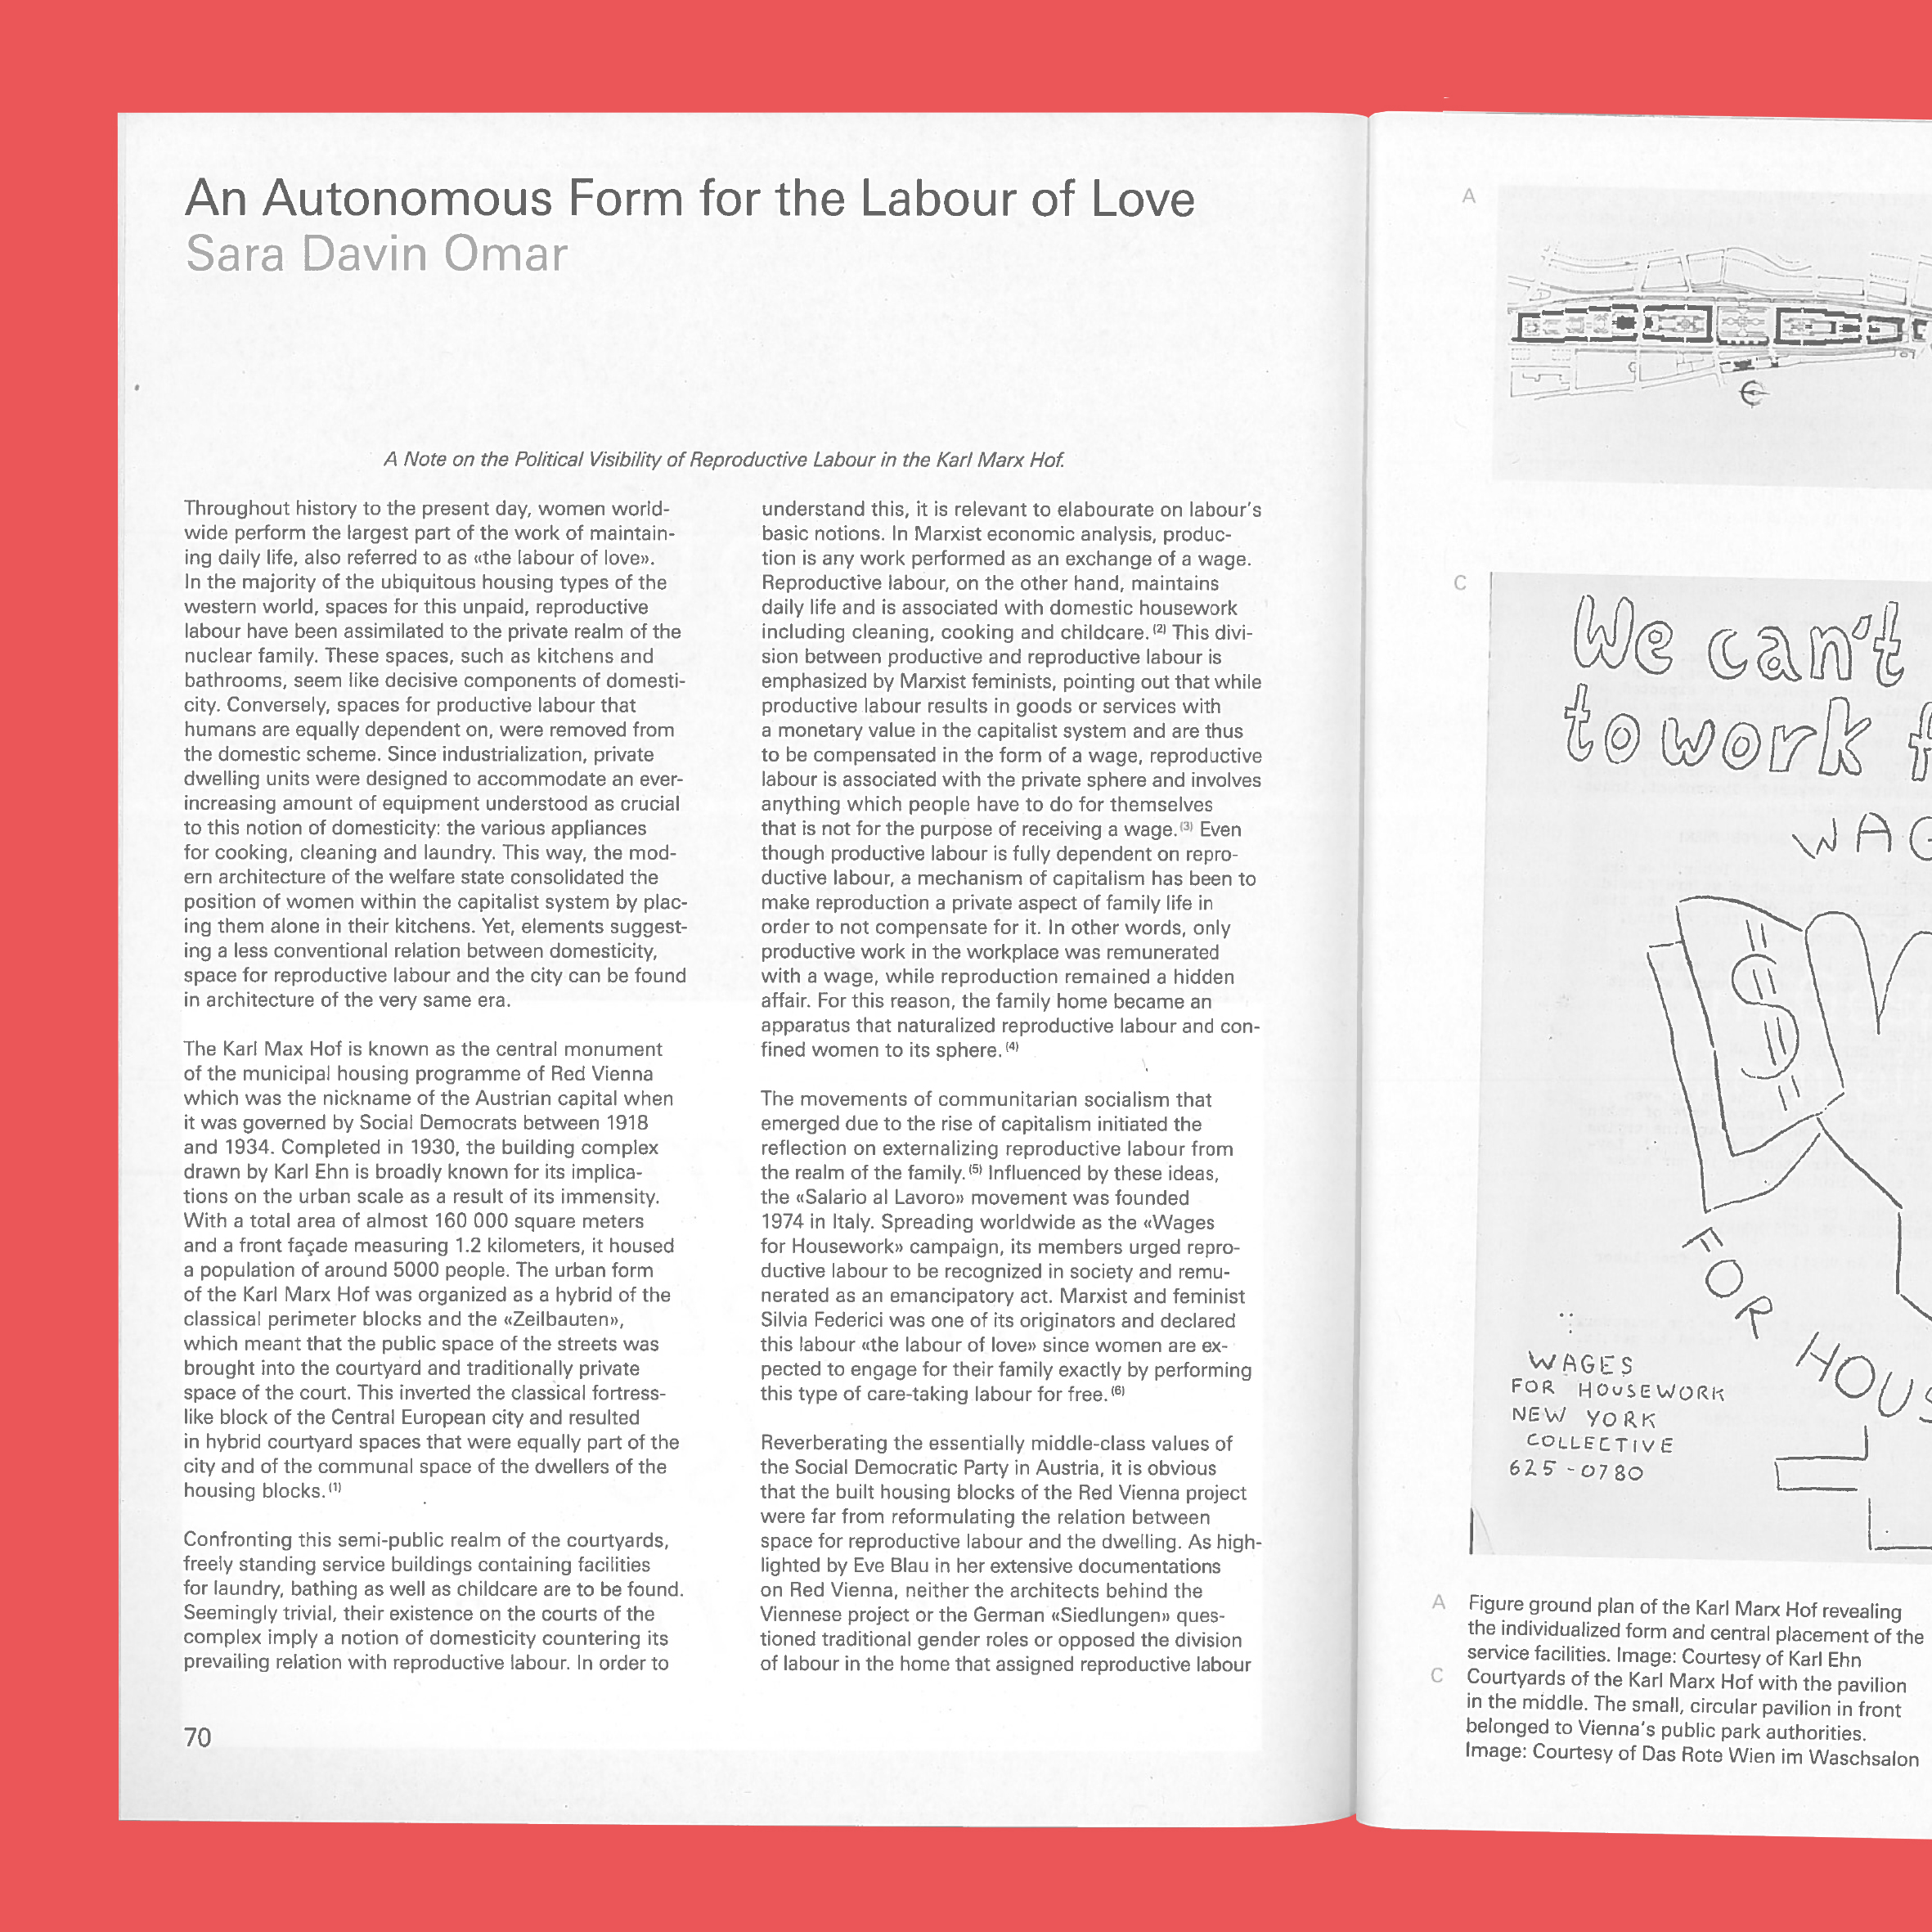 An Autonomous Form for the Labour of Love
Sara Davin Omar
A Note on the Political Visibility of Reproductive Labour in the Karl Marx Hof.
Throughout history to the present day, women world-
wide perform the largest part of the work of maintain-
ing daily life, also referred to as «the labour of love».
In the majority of the ubiquitous housing types of the
western world, spaces for this unpaid, reproductive
labour have been assimilated to the private realm of the
nuclear family. These spaces, such as kitchens and
bathrooms, seem like decisive components of domesti-
city. Conversely, spaces for productive labour that
humans are equally dependent on, were removed from
the domestic scheme. Since industrialization, private
dwelling units were designed to accommodate an ever-
increasing amount of equipment understood as crucial
to this notion of domesticity: the various appliances
for cooking, cleaning and laundry. This way, the mod-
ern architecture of the welfare state consolidated the
position of women within the capitalist system by plac-
ing them alone in their kitchens. Yet, elements suggest-
ing a less conventional relation between domesticity,
space for reproductive labour and the city can be found
in architecture of the very same era.
The Karl Max Hof is known as the central monument
of the municipal housing programme of Red Vienna
which was the nickname of the Austrian capital when
it was governed by Social Democrats between 1918
and 1934. Completed in 1930, the building complex
drawn by Karl Ehn is broadly known for its implica-
tions on the urban scale as a result of its immensity.
With a total area of almost 160 000 square meters
and a front façade measuring 1.2 kilometers, it housed
a population of around 5000 people. The urban form
of the Karl Marx Hof was organized as a hybrid of the
classical perimeter blocks and the «Zeilbauten»,
which meant that the public space of the streets was
brought into the courtyard and traditionally private
space of the court. This inverted the classical fortress-
like block of the Central European city and resulted
in hybrid courtyard spaces that were equally part of the
city and of the communal space of the dwellers of the
housing blocks.(1)
Confronting this semi-public realm of the courtyards,
freely standing service buildings containing facilities
for laundry, bathing as well as childcare are to be found.
Seemingly trivial, their existence on the courts of the
complex imply a notion of domesticity countering its
prevailing relation with reproductive labour. In order to
understand this, it is relevant to elabourate on labour's
basic notions. In Marxist economic analysis, produc-
tion is any work performed as an exchange of a wage.
Reproductive labour, on the other hand, maintains
daily life and is associated with domestic housework
including cleaning, cooking and childcare.(2) This divi-
sion between productive and reproductive labour is
emphasized by Marxist feminists, pointing out that while
productive labour results in goods or services with
a monetary value in the capitalist system and are thus
to be compensated in the form of a wage, reproductive
labour is associated with the private sphere and involves
anything which people have to do for themselves
that is not for the purpose of receiving a wage.(3) Even
though productive labour is fully dependent on repro-
ductive labour, a mechanism of capitalism has been to
make reproduction a private aspect of family life in
order to not compensate for it. In other words, only
productive work in the workplace was remunerated
with a wage, while reproduction remained a hidden
affair. For this reason, the family home became an
apparatus that naturalized reproductive labour and con-
fined women to its sphere.(4)
The movements of communitarian socialism that
emerged due to the rise of capitalism initiated the
reflection on externalizing reproductive labour from
the realm of the family.(5) Influenced by these ideas,
the «Salario al Lavoro» movement was founded
1974 in Italy. Spreading worldwide as the «Wages
for Housework» campaign, its members urged repro-
ductive labour to be recognized in society and remu-
nerated as an emancipatory act. Marxist and feminist
Silvia Federici was one of its originators and declared
this labour «the labour of love» since women are ex-
pected to engage for their family exactly by performing
this type of care-taking labour for free.(6)
Reverberating the essentially middle-class values of
the Social Democratic Party in Austria, it is obvious
that the built housing blocks of the Red Vienna project
were far from reformulating the relation between
space for reproductive labour and the dwelling. As high-
lighted by Eve Blau in her extensive documentations
on Red Vienna, neither the architects behind the
Viennese project or the German «Siedlungen» ques-
tioned traditional gender roles or opposed the division
of labour in the home that assigned reproductive labour
70
A
C
We can't
to work f
WAG
$
FOR HOUS
WAGES
FOR HOUSEWORK
NEW YORK
COLLECTIVE
625-0780
A Figure ground plan of the Karl Marx Hof revealing
the individualized form and central placement of the
service facilities. Image: Courtesy of Karl Ehn
C Courtyards of the Karl Marx Hof with the pavilion
in the middle. The small, circular pavilion in front
belonged to Vienna's public park authorities.
Image: Courtesy of Das Rote Wien im Waschsalon